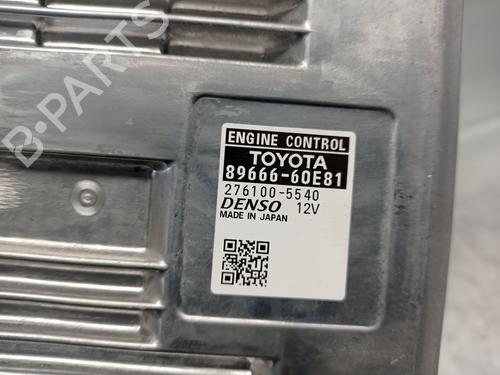 B-PARTS
ENGINE CONTROL
TOYOTA
89666-60E81
276100-5540
DENSO 12V
MADE IN JAPAN